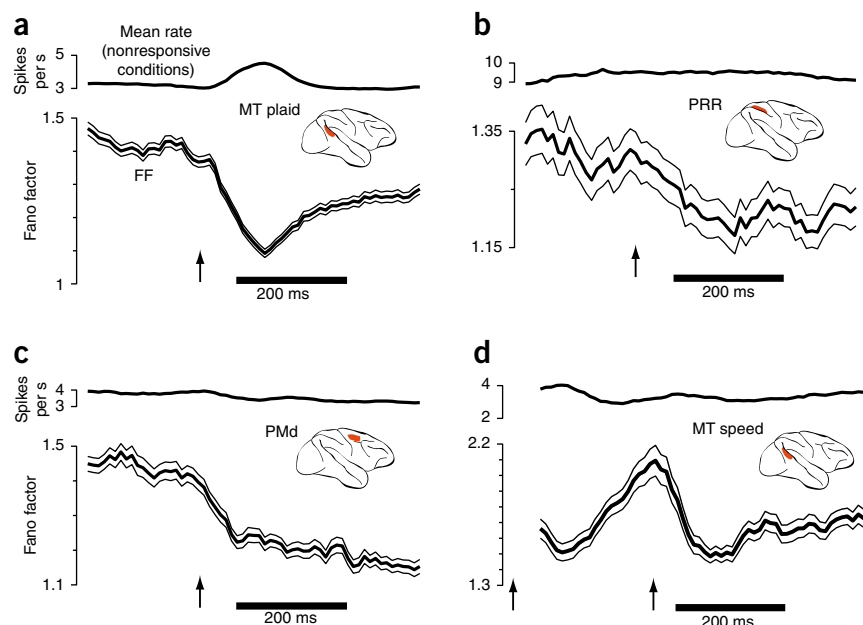 a
Mean rate
(nonresponsive
conditions)
Spikes
per s
5
3
MT plaid
1.5
FF
Fano factor
1
200 ms
b
10
9
PRR
1.35
1.15
200 ms
c
Spikes
per s
4
3
PMd
1.5
Fano factor
1.1
200 ms
d
4
2
MT speed
2.2
1.3
200 ms